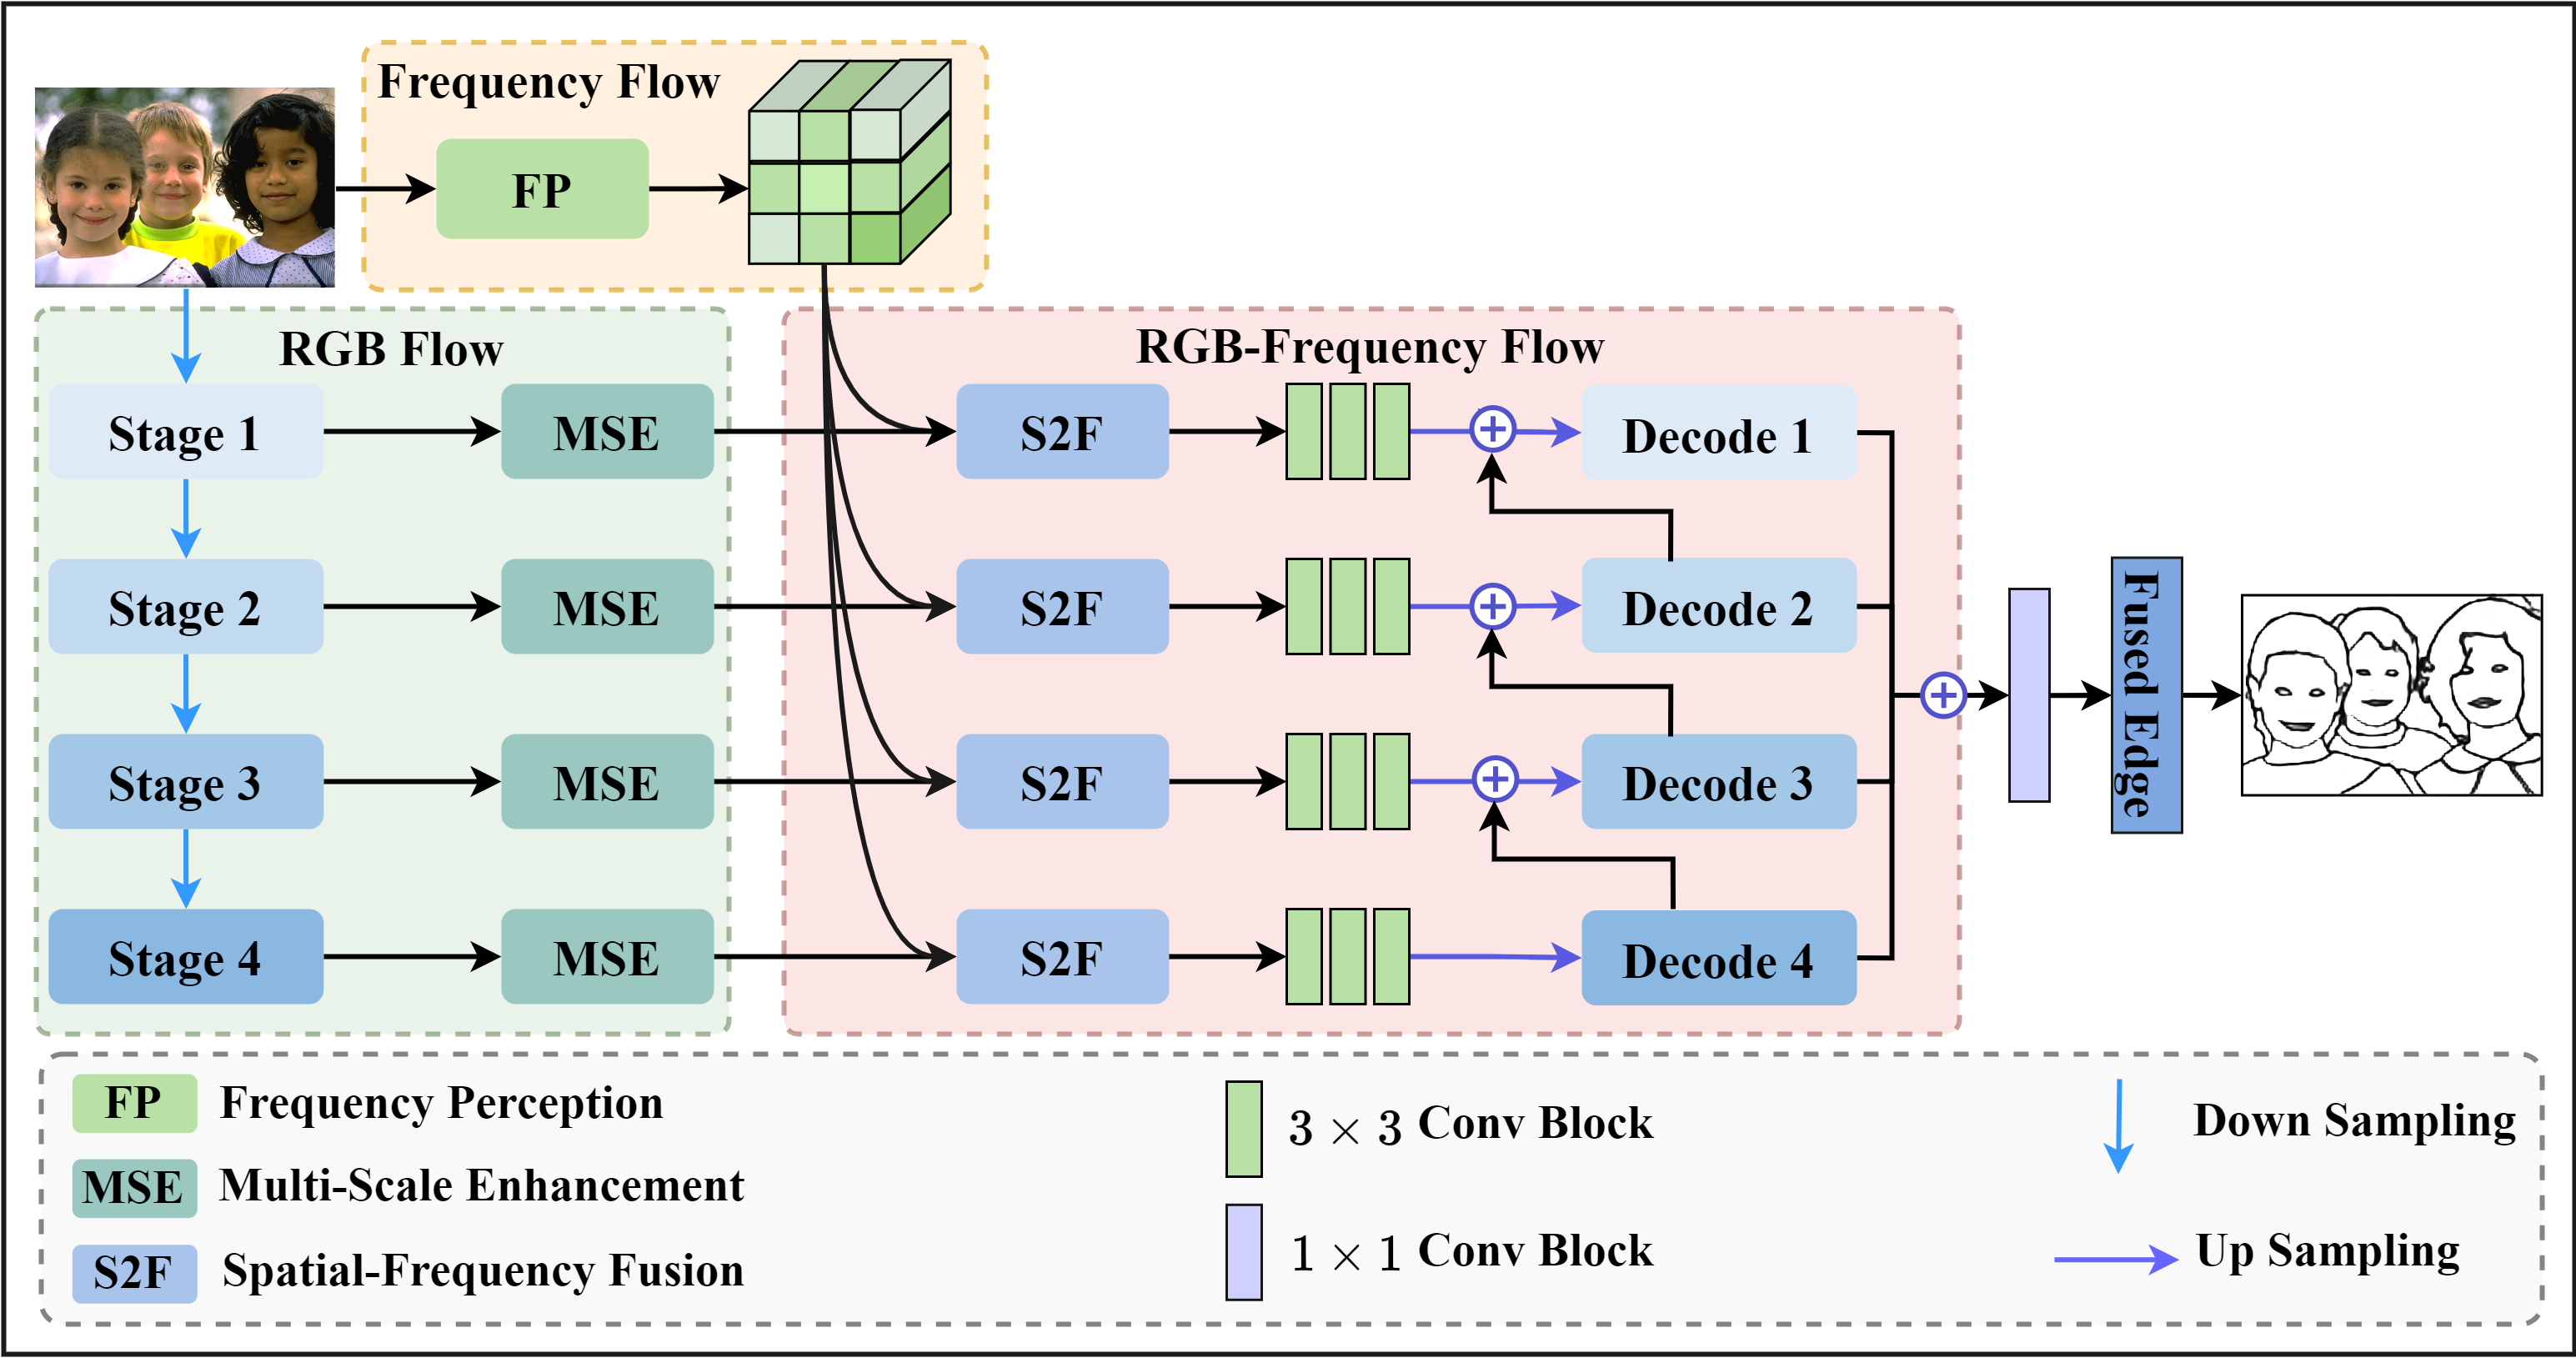 Frequency Flow
FP
RGB Flow
RGB-Frequency Flow
Stage 1
MSE
S2F
Decode 1
Stage 2
MSE
S2F
Decode 2
Stage 3
MSE
S2F
Decode 3
Stage 4
MSE
S2F
Decode 4
Fused Edge
FP Frequency Perception
MSE Multi-Scale Enhancement
S2F Spatial-Frequency Fusion
3 × 3 Conv Block
1 × 1 Conv Block
Down Sampling
Up Sampling